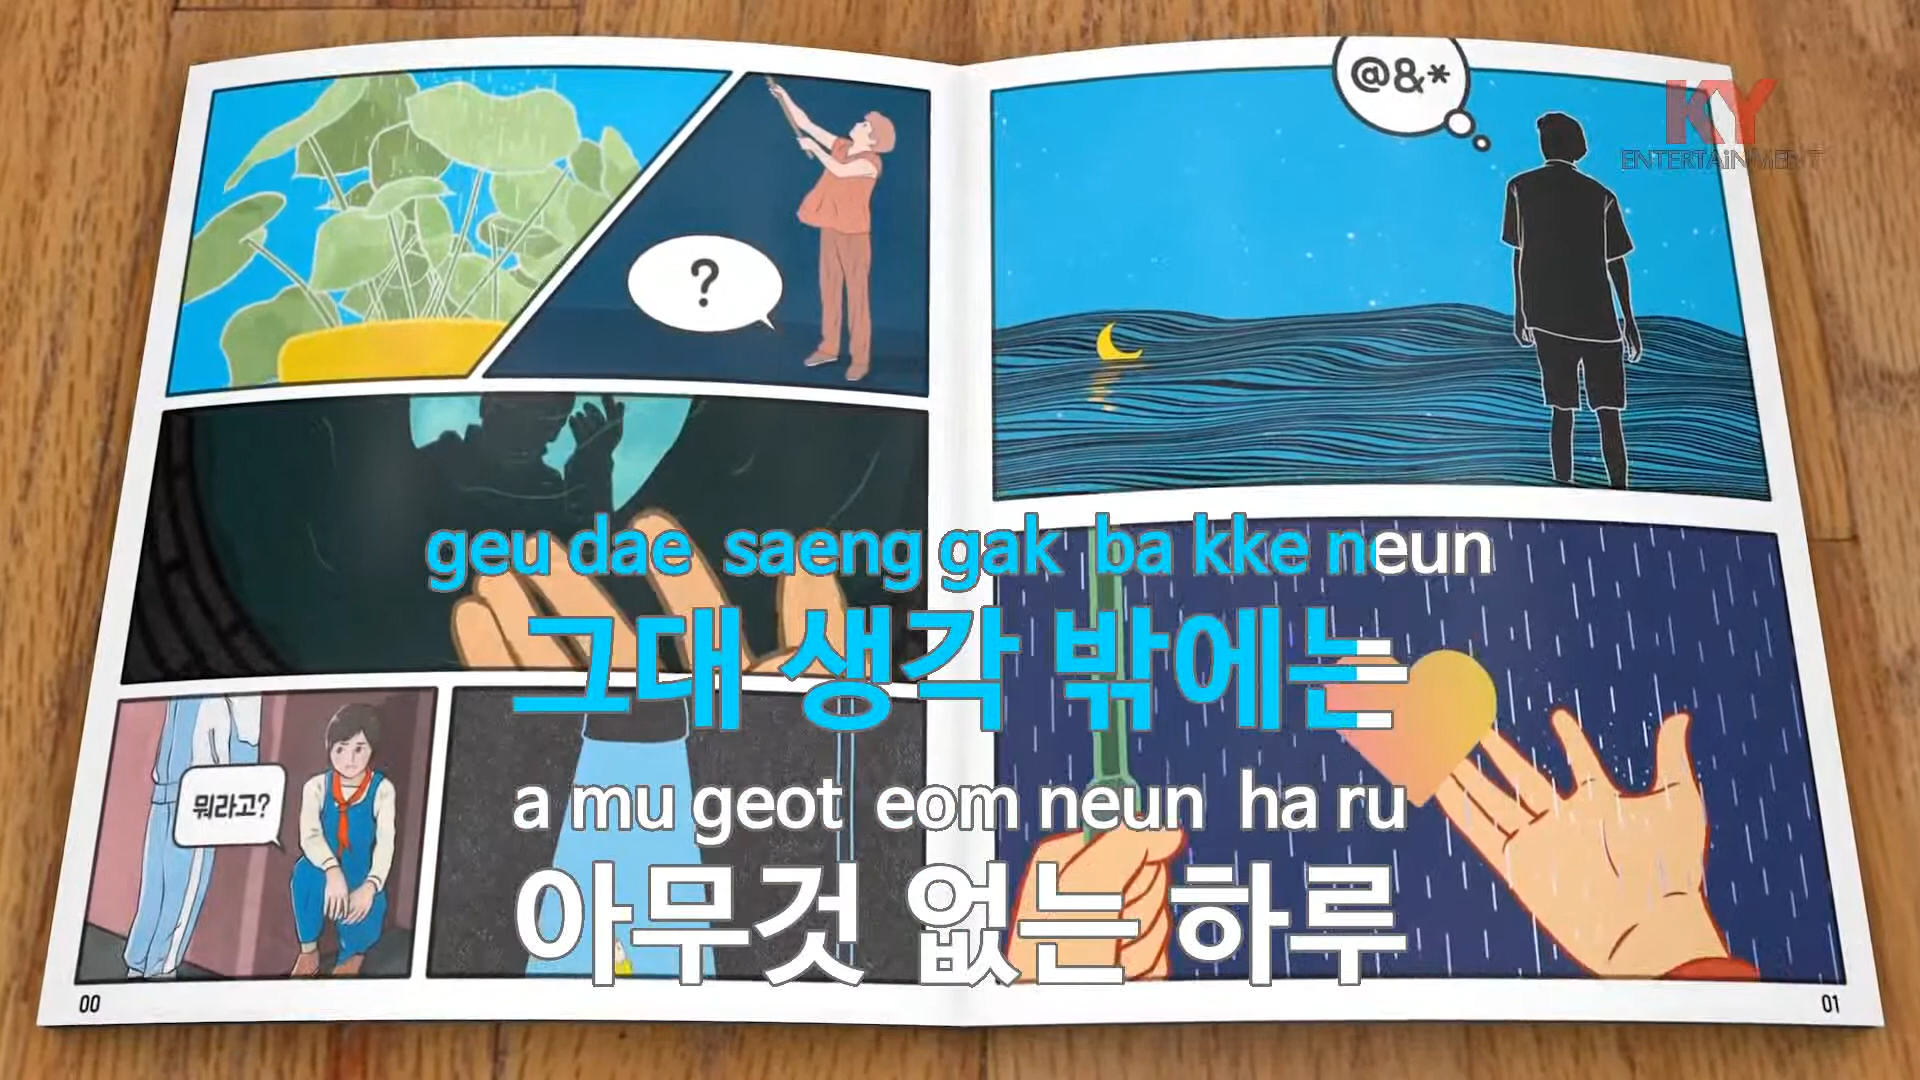 @&*
KY
ENTERTAiNMENT
?
geu dae saeng gak ba kke neun
그대 생각 밖에는
뭐라고?
a mu geot eom neun ha ru
아무것 없는 하루
00
01